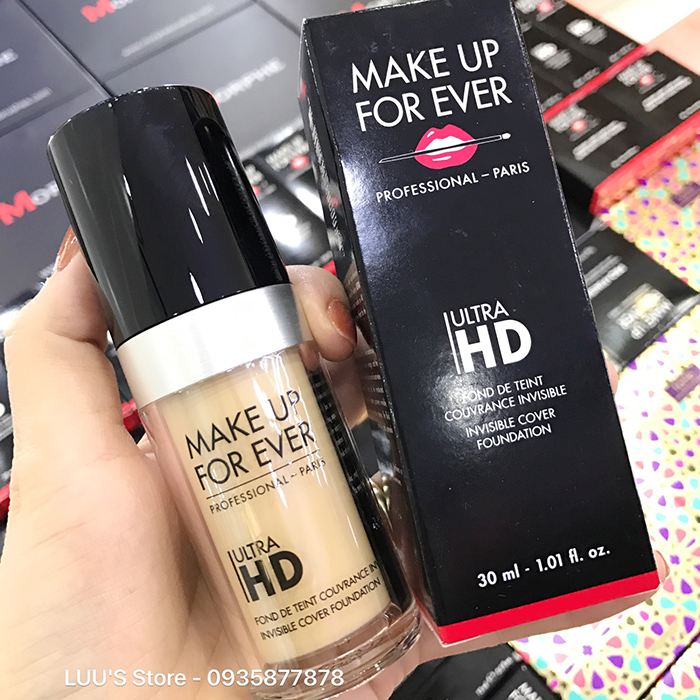 MAKE UP
FOR EVER
PROFESSIONAL – PARIS
ULTRA
HD
FOND DE TEINT
COUVRANCE INVISIBLE
INVISIBLE COVER
FOUNDATION
30 ml - 1.01 fl. oz.
MAKE UP
FOR EVER
PROFESSIONAL – PARIS
ULTRA
HD
FOND DE TEINT COUVRANCE
INVISIBLE COVER FOUNDATION
MORPHE
LUU'S Store - 0935877878